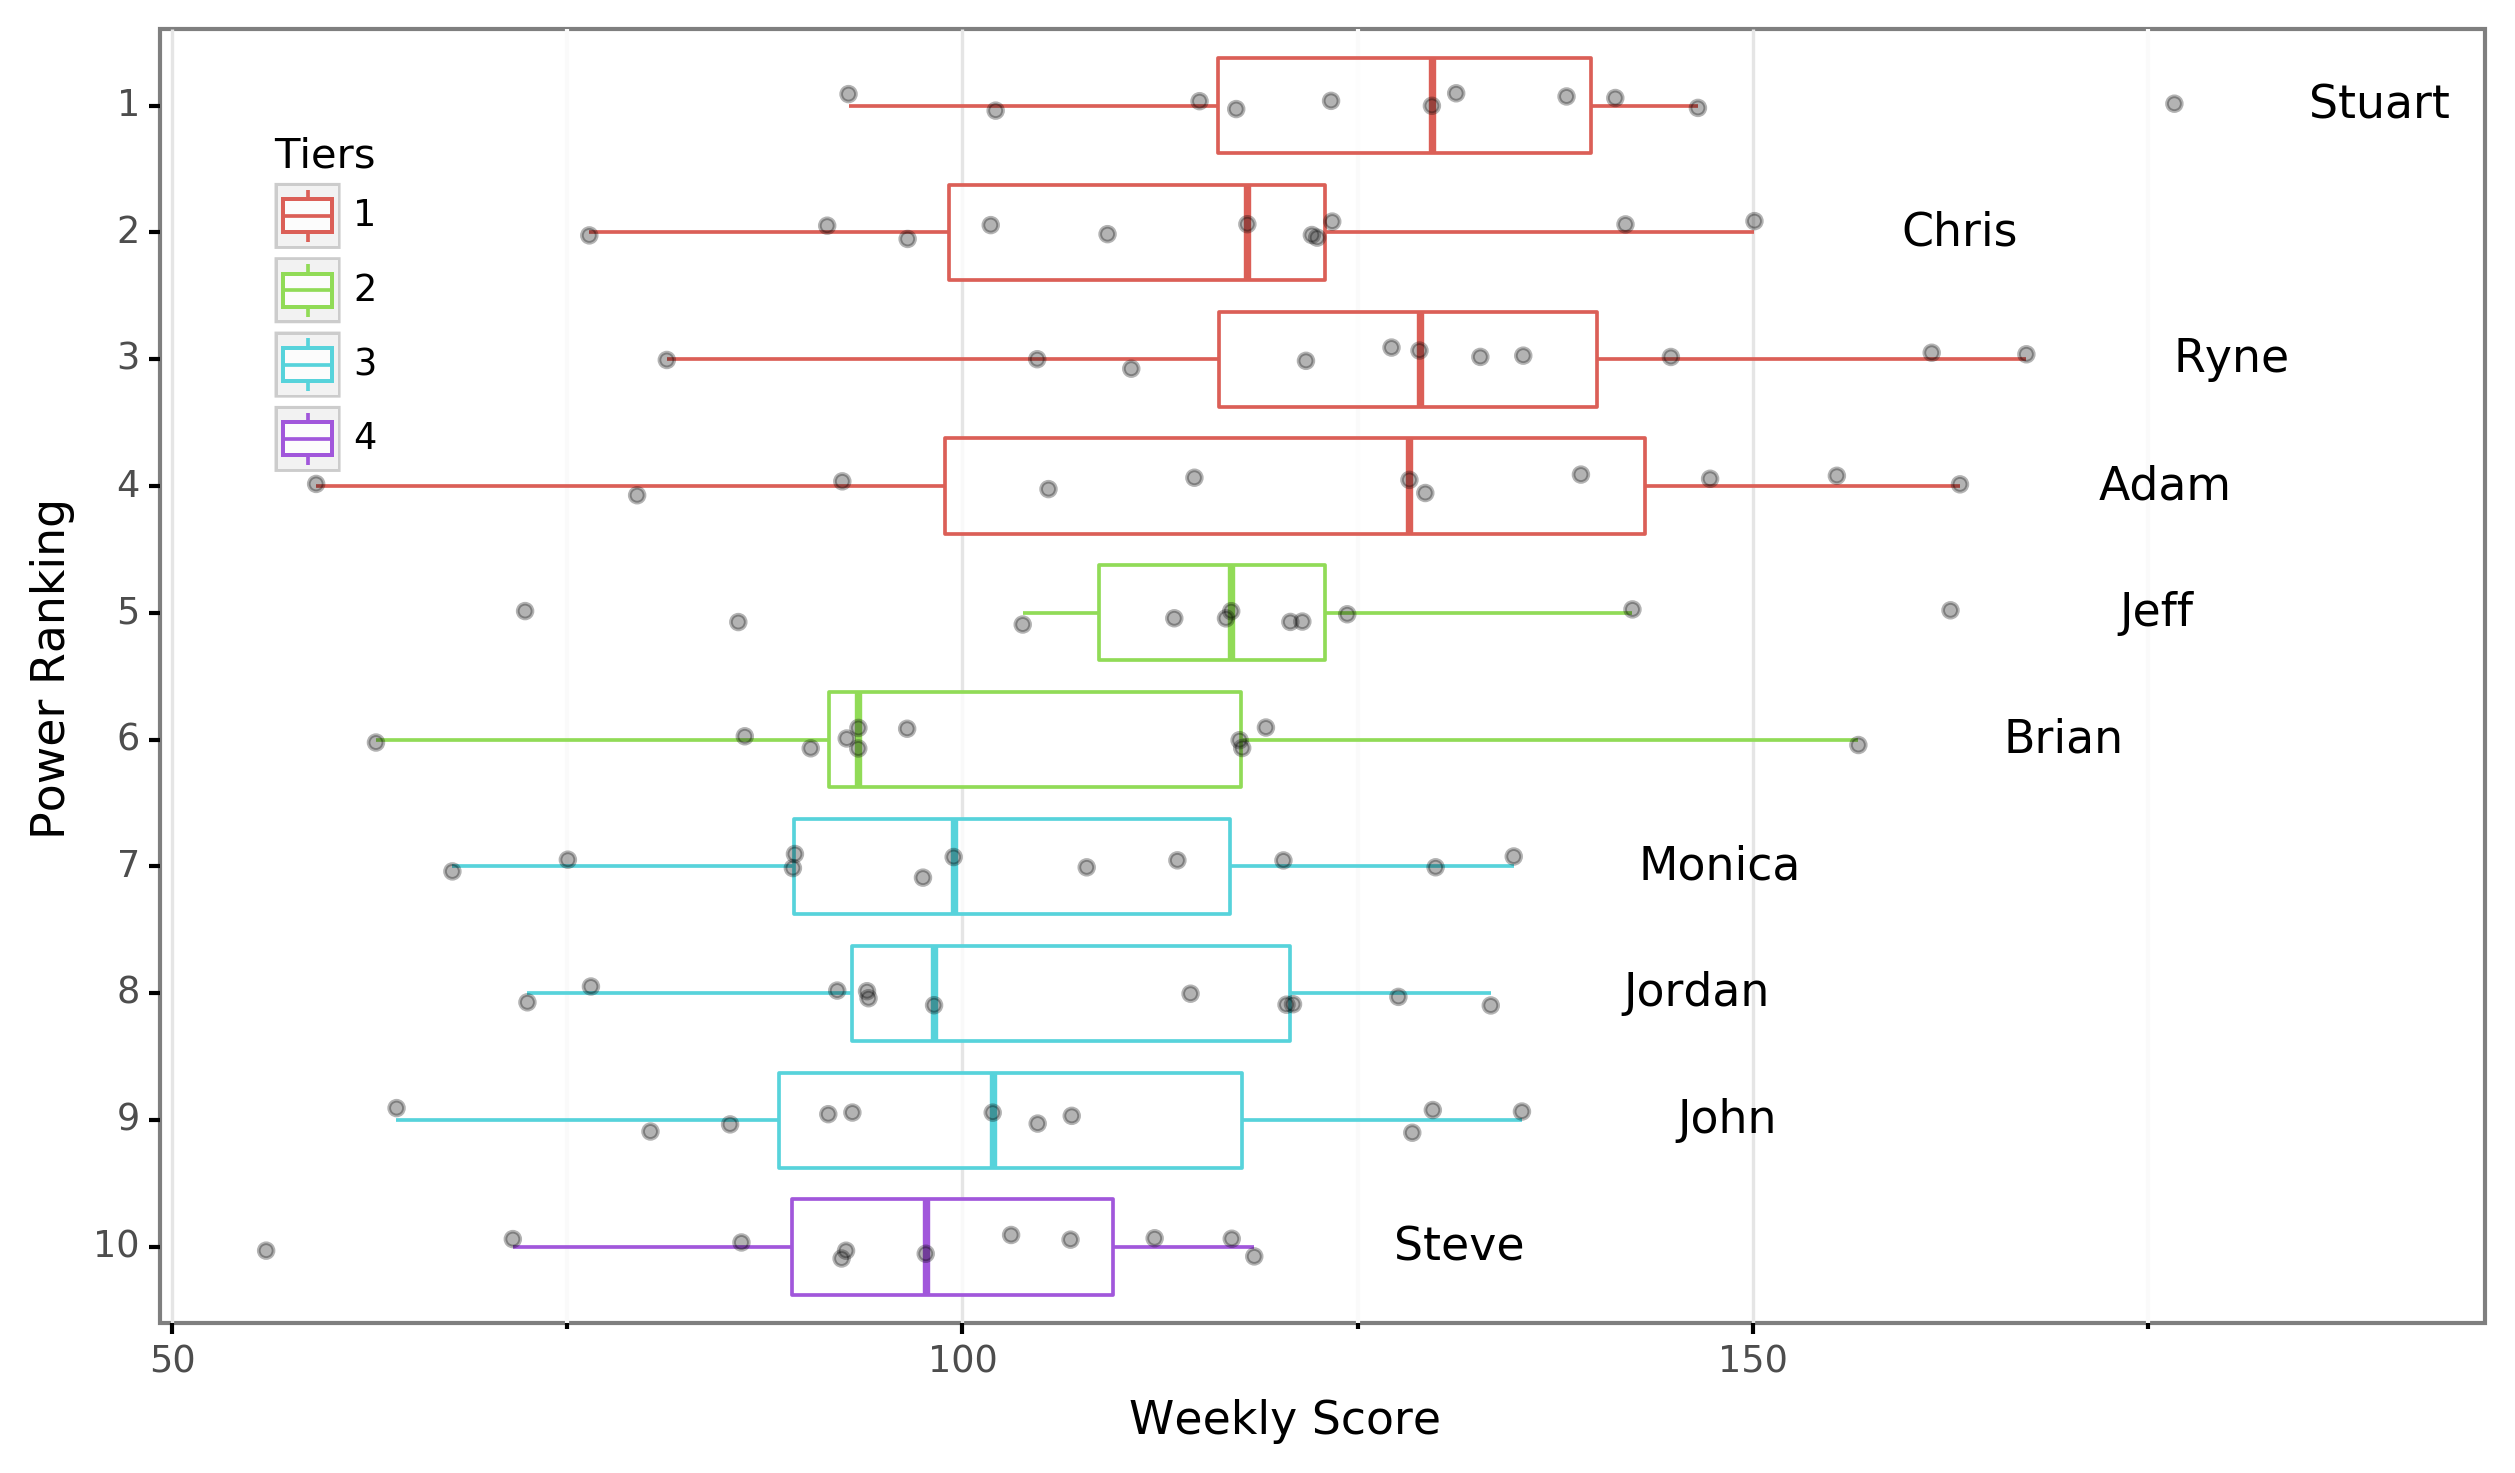 1
Stuart
Tiers
1
2
Chris
2
3
Ryne
3
4
4
Adam
5
Jeff
6
Brian
7
Monica
8
Jordan
9
John
10
Steve
50
100
150
Weekly Score
Power Ranking